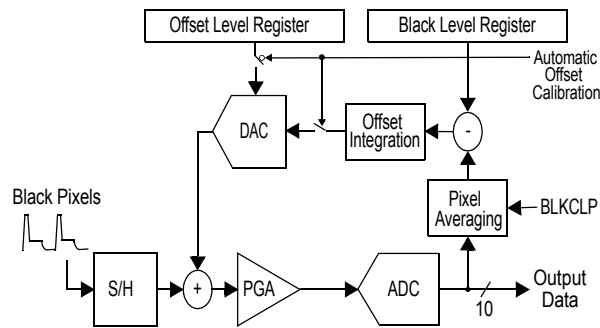 Offset Level Register
Black Level Register
Automatic
Offset
Calibration
DAC
Offset
Integration
-
Black Pixels
Pixel
Averaging
BLKCLP
S/H
+
PGA
ADC
10
Output
Data